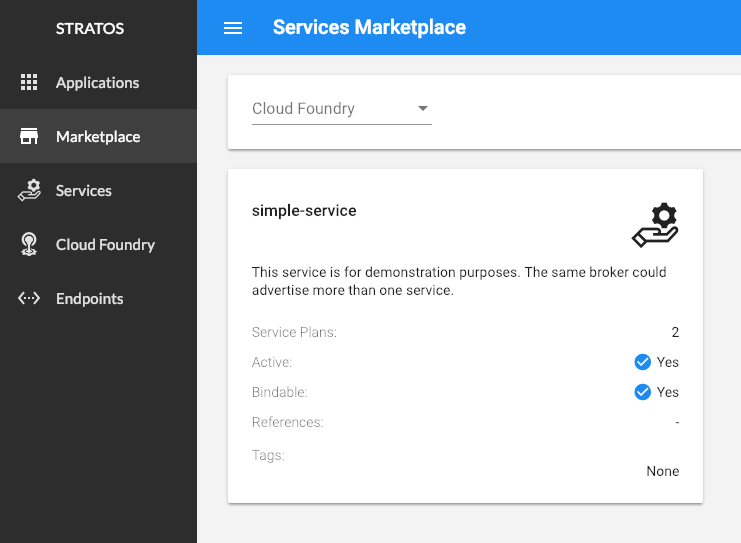 STRATOS
Services Marketplace
Applications
Marketplace
Services
Cloud Foundry
Endpoints
Cloud Foundry
simple-service
This service is for demonstration purposes. The same broker could
advertise more than one service.
Service Plans: 2
Active: Yes
Bindable: Yes
References: -
Tags:
None